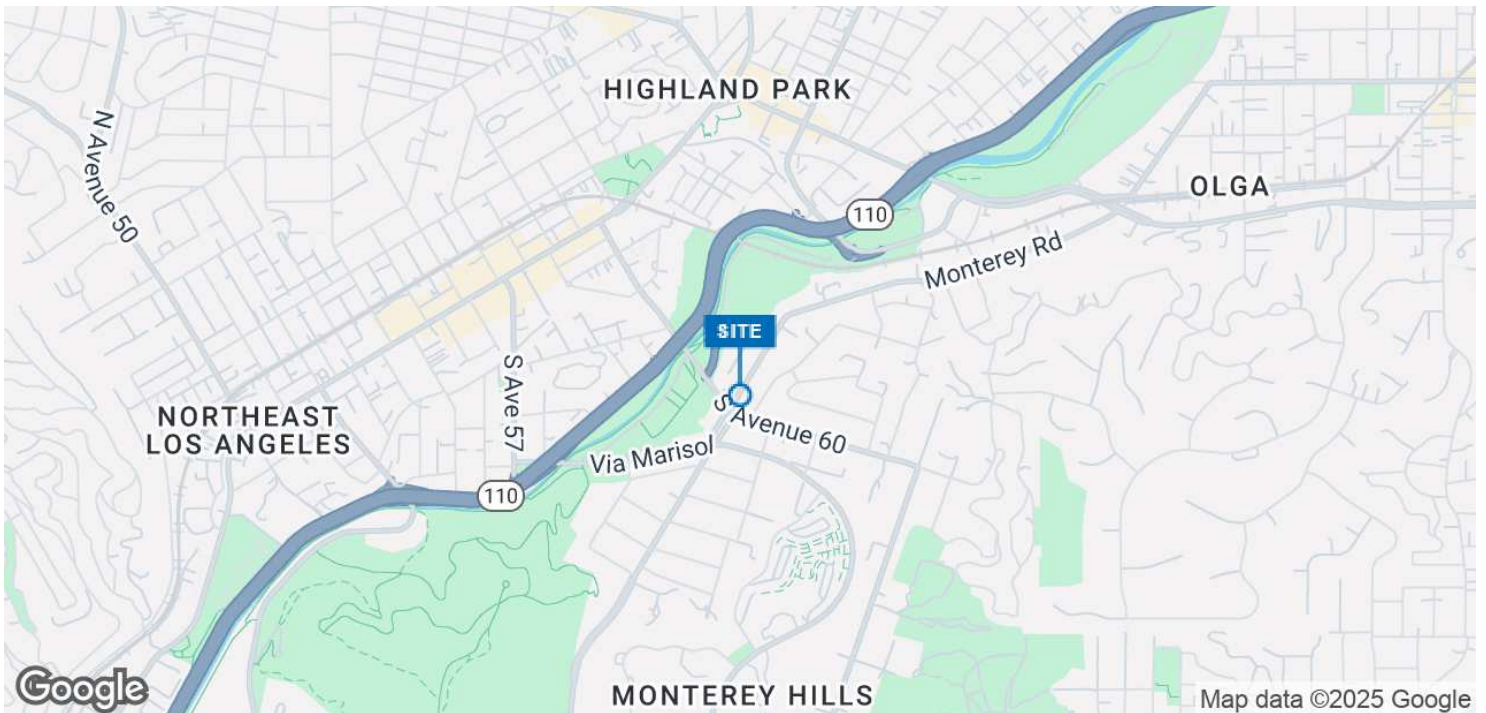 HIGHLAND PARK
N Avenue 50
110
OLGA
Monterey Rd
SITE
S Ave 57
NORTHEAST
LOS ANGELES
S Avenue 60
Via Marisol
110
MONTEREY HILLS
Google
Map data ©2025 Google